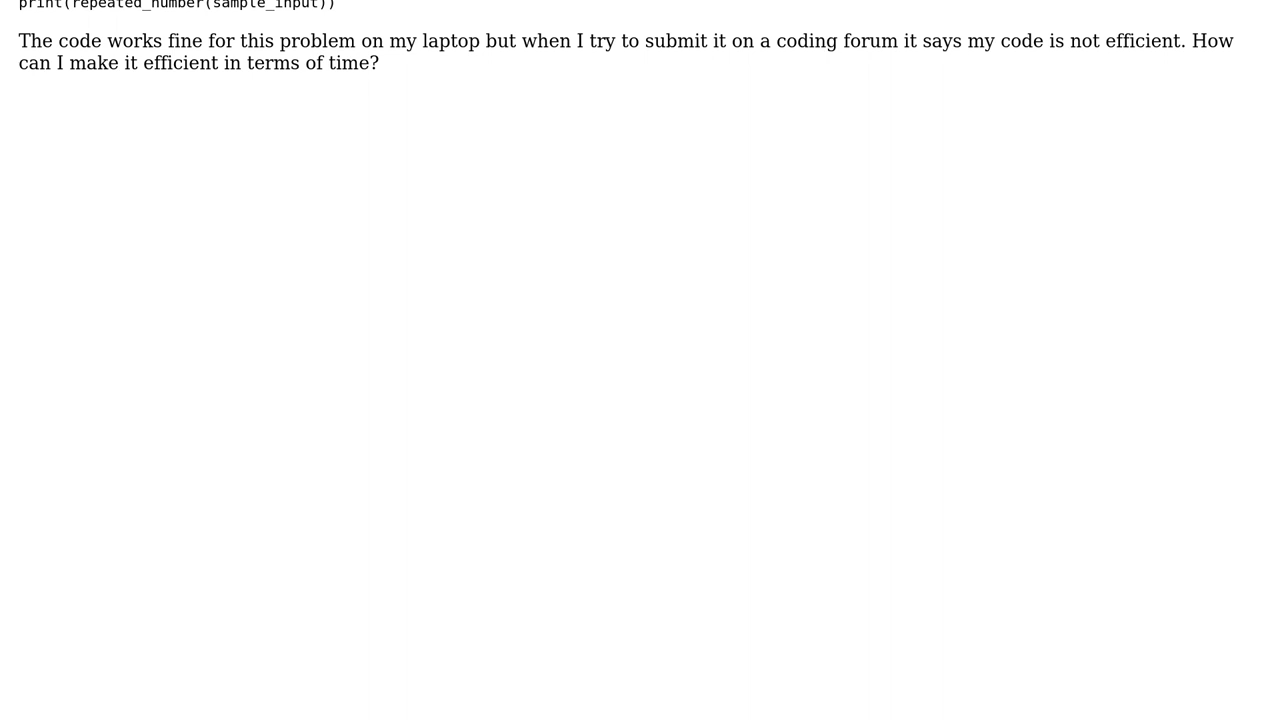 print(repeated_number(sample_input))
The code works fine for this problem on my laptop but when I try to submit it on a coding forum it says my code is not efficient. How
can I make it efficient in terms of time?